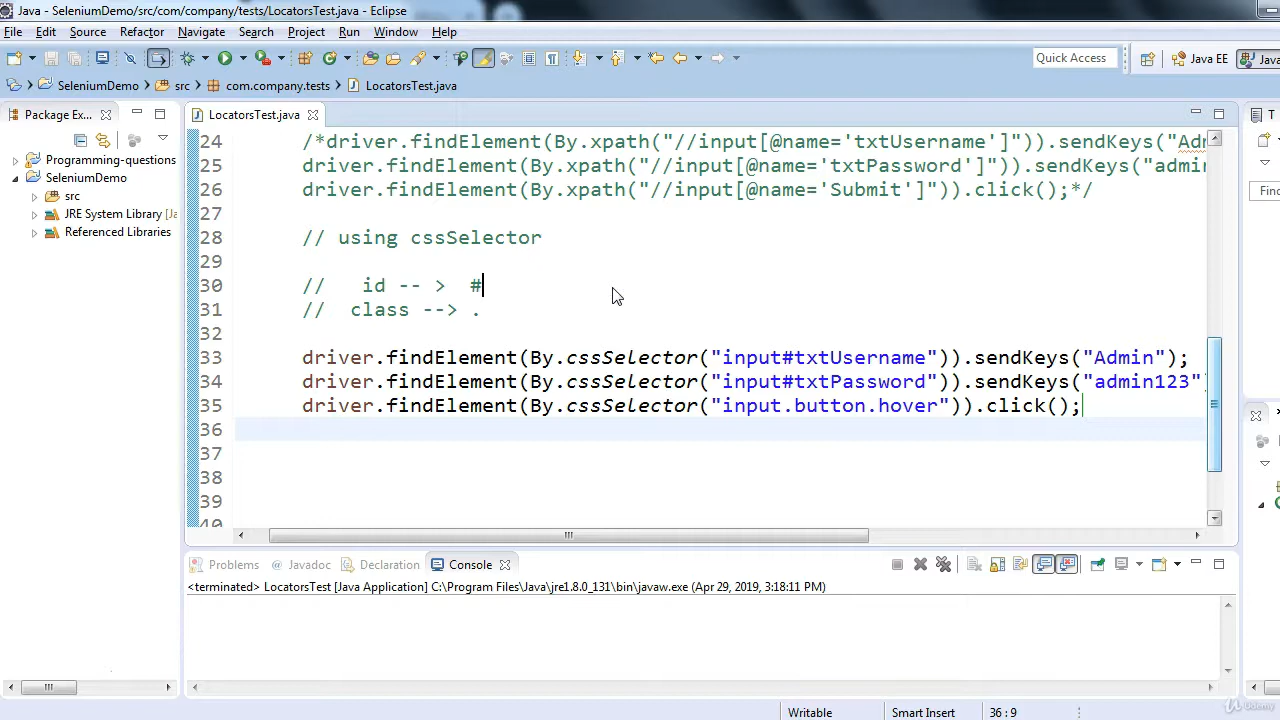 Java - SeleniumDemo/src/com/company/tests/LocatorsTest.java - Eclipse
File Edit Source Refactor Navigate Search Project Run Window Help
Quick Access Java EE Java
SeleniumDemo src com.company.tests LocatorsTest.java
Package Ex...
LocatorsTest.java
Programming-questions
SeleniumDemo
src
JRE System Library [Ja
Referenced Libraries
24 /*driver.findElement(By.xpath("//input[@name='txtUsername']")).sendKeys("Adm
25 driver.findElement(By.xpath("//input[@name='txtPassword']")).sendKeys("admin
26 driver.findElement(By.xpath("//input[@name='Submit']")).click();*/
27
28 // using cssSelector
29
30 // id -- > #
31 // class --> .
32
33 driver.findElement(By.cssSelector("input#txtUsername")).sendKeys("Admin");
34 driver.findElement(By.cssSelector("input#txtPassword")).sendKeys("admin123"
35 driver.findElement(By.cssSelector("input.button.hover")).click();
36
37
38
39
40
T
Find
Problems @ Javadoc Declaration Console
<terminated> LocatorsTest [Java Application] C:\Program Files\Java\jre1.8.0_131\bin\javaw.exe (Apr 29, 2019, 3:18:11 PM)
Writable Smart Insert 36 : 9
Udemy